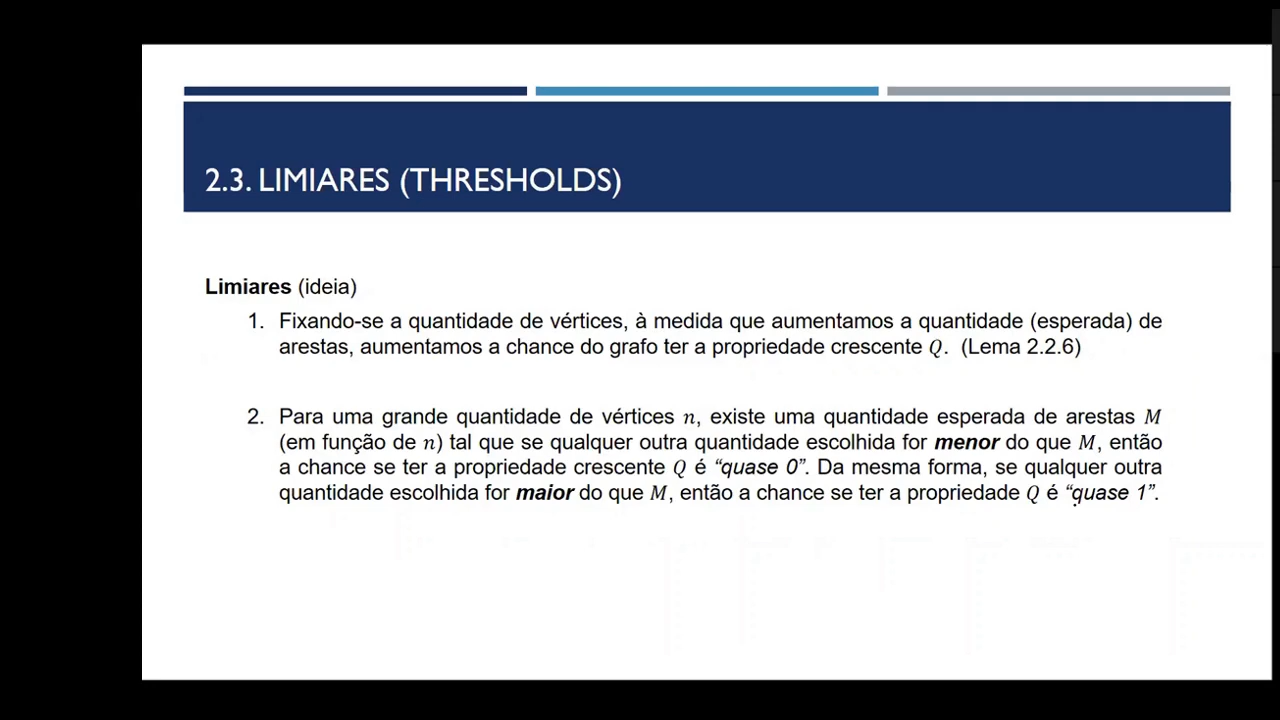 2.3. LIMIARES (THRESHOLDS)
Limiares (ideia)
1. Fixando-se a quantidade de vértices, à medida que aumentamos a quantidade (esperada) de
arestas, aumentamos a chance do grafo ter a propriedade crescente Q. (Lema 2.2.6)
2. Para uma grande quantidade de vértices n, existe uma quantidade esperada de arestas M
(em função de n) tal que se qualquer outra quantidade escolhida for menor do que M, então
a chance se ter a propriedade crescente Q é “quase 0”. Da mesma forma, se qualquer outra
quantidade escolhida for maior do que M, então a chance se ter a propriedade Q é “quase 1”.